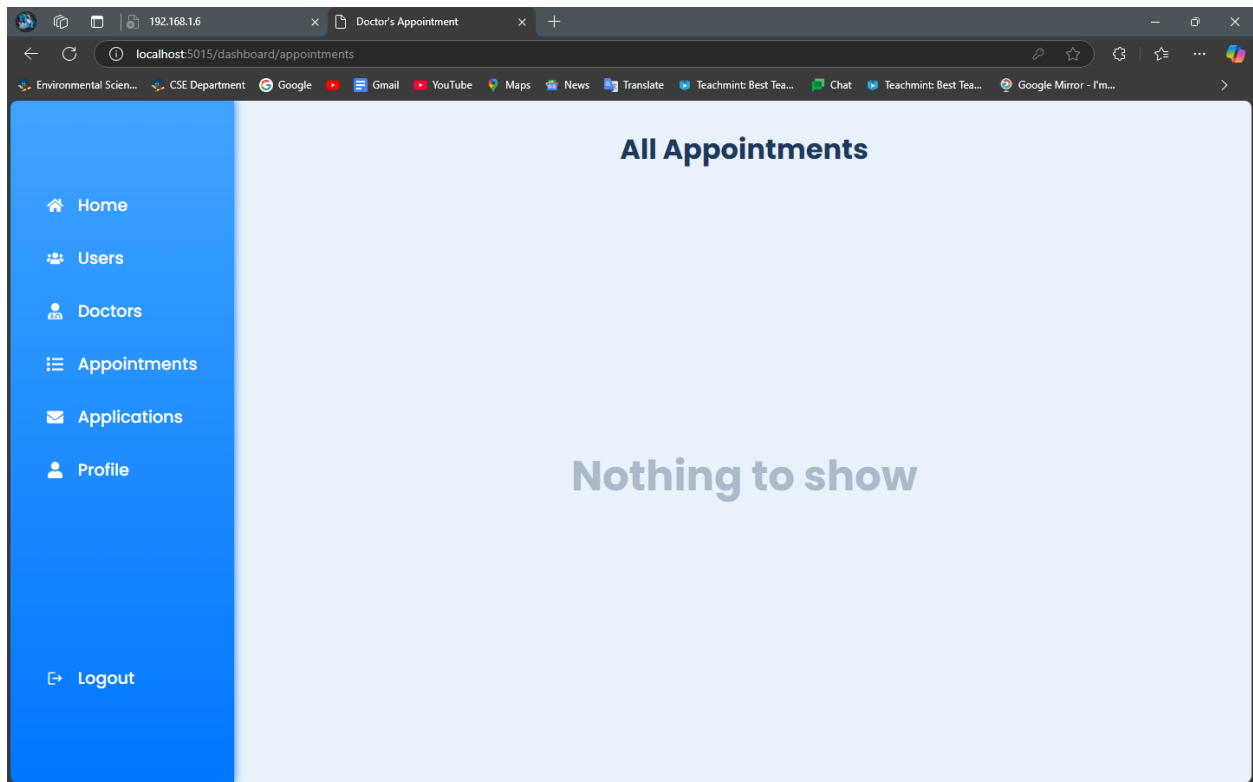 192.168.1.6
Doctor's Appointment
localhost:5015/dashboard/appointments
Environmental Scien... CSE Department Google Gmail YouTube Maps News Translate Teachmint: Best Tea... Chat Teachmint: Best Tea... Google Mirror - I'm...
All Appointments
Home
Users
Doctors
Appointments
Applications
Profile
Nothing to show
Logout